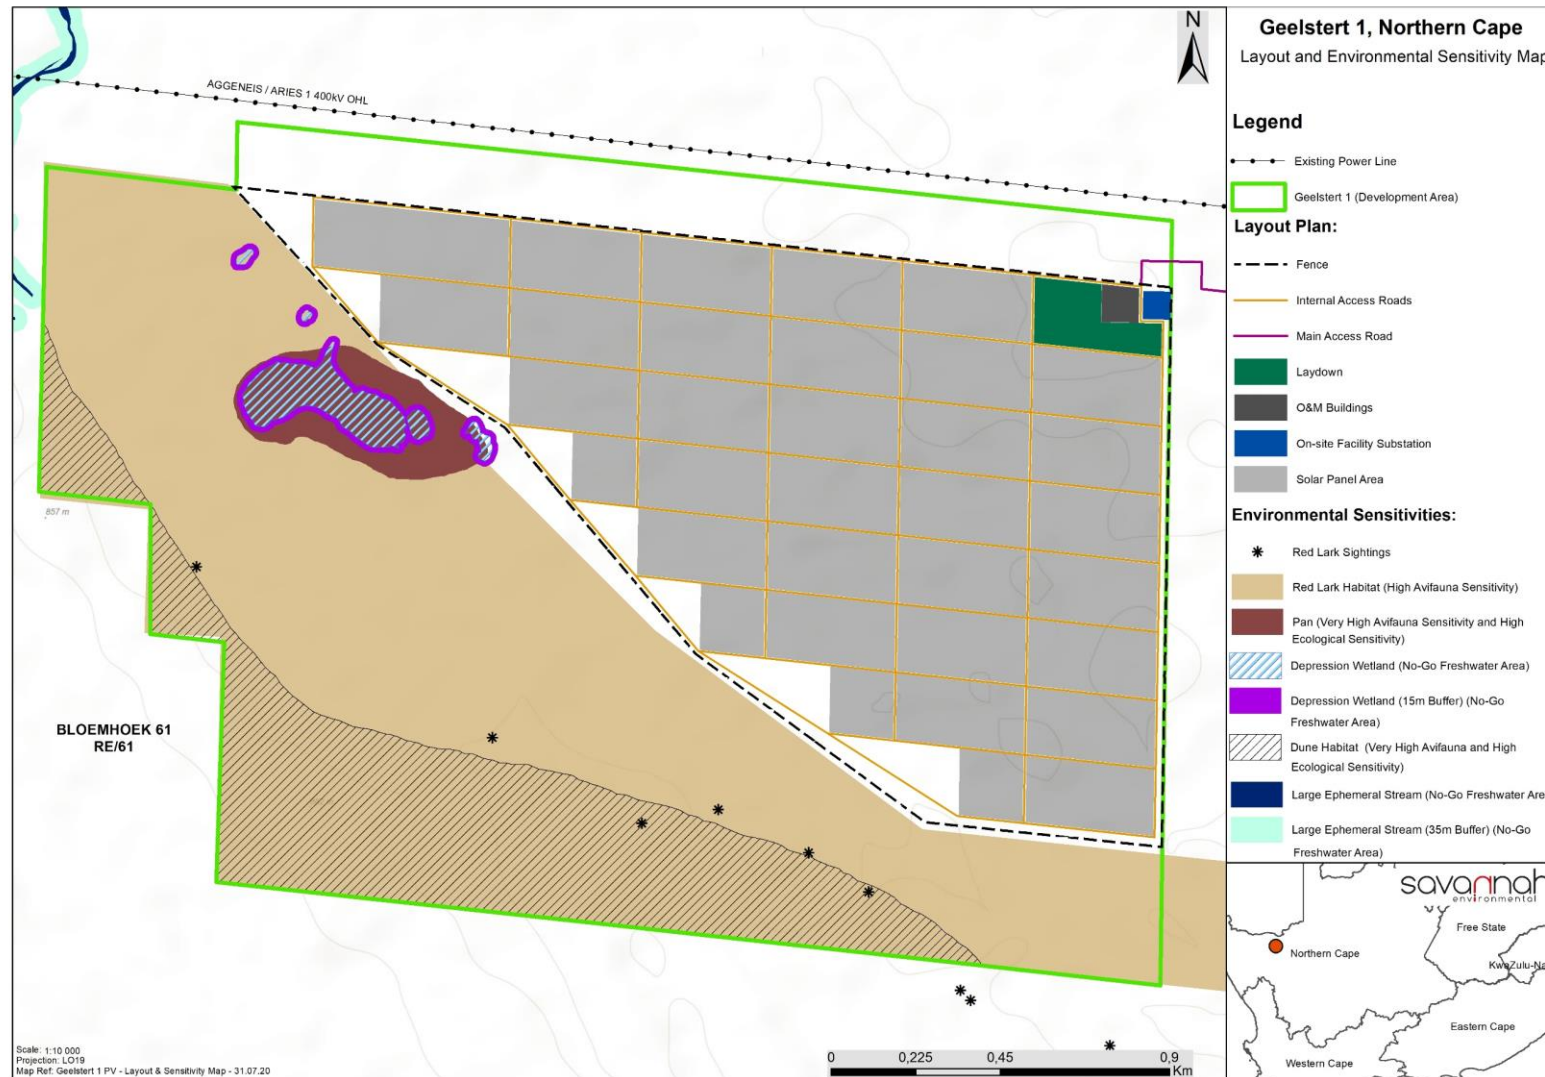 N
AGGENEIS / ARIES 1 400kV OHL
857 m
BLOEMHOEK 61
RE/61
Scale: 1:10 000
Projection: LO19
Map Ref: Geelstert 1 PV - Layout & Sensitivity Map - 31.07.20
0 0,225 0,45 0,9
Km
Geelstert 1, Northern Cape
Layout and Environmental Sensitivity Map
Legend
Existing Power Line
Geelstert 1 (Development Area)
Layout Plan:
Fence
Internal Access Roads
Main Access Road
Laydown
O&M Buildings
On-site Facility Substation
Solar Panel Area
Environmental Sensitivities:
Red Lark Sightings
Red Lark Habitat (High Avifauna Sensitivity)
Pan (Very High Avifauna Sensitivity and High
Ecological Sensitivity)
Depression Wetland (No-Go Freshwater Area)
Depression Wetland (15m Buffer) (No-Go
Freshwater Area)
Dune Habitat (Very High Avifauna and High
Ecological Sensitivity)
Large Ephemeral Stream (No-Go Freshwater Are
Large Ephemeral Stream (35m Buffer) (No-Go
Freshwater Area)
savannah
environmental
Free State
Northern Cape
KwaZulu-Na
Eastern Cape
Western Cape